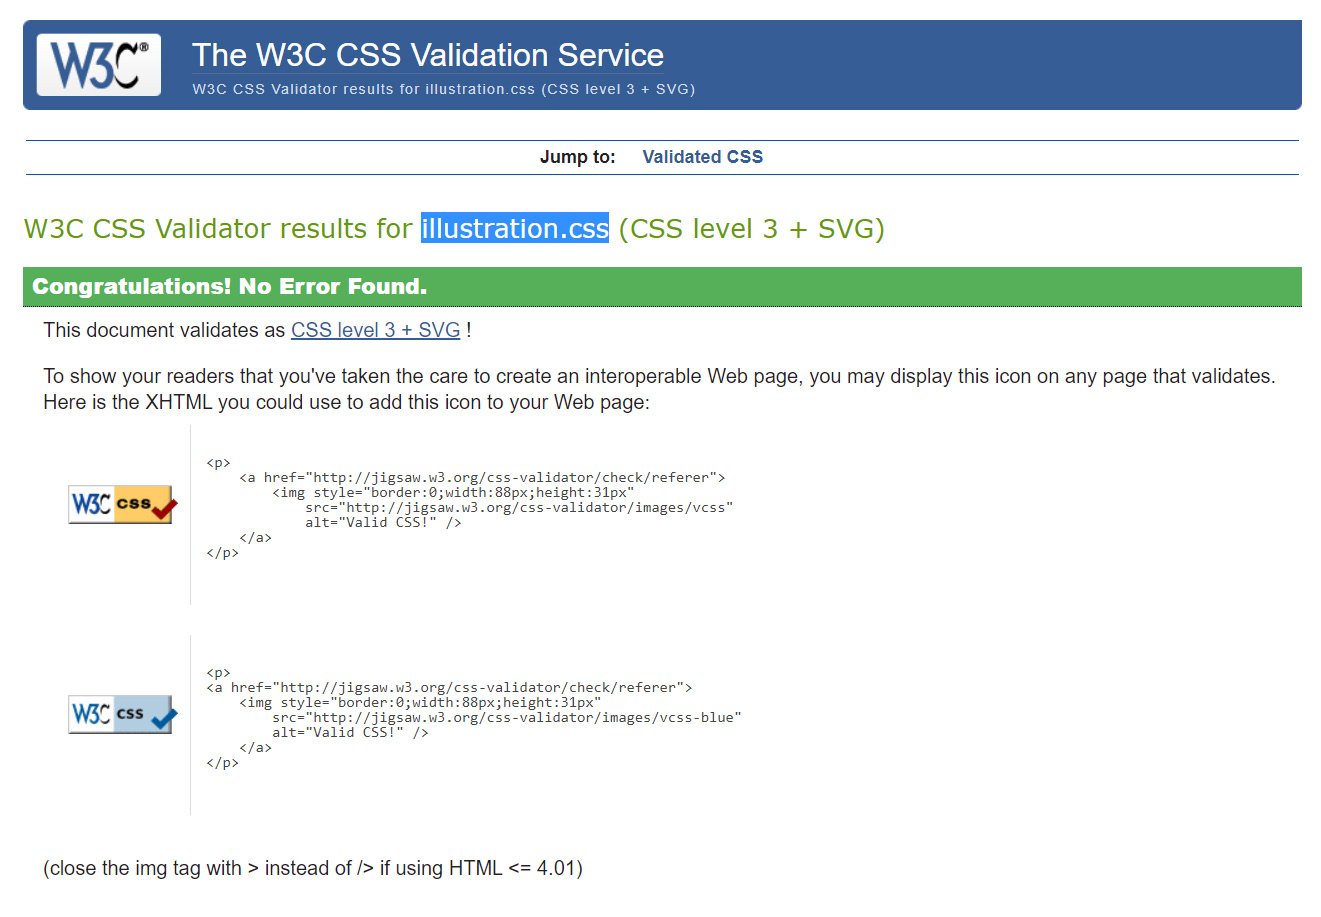 W3C®
The W3C CSS Validation Service
W3C CSS Validator results for illustration.css (CSS level 3 + SVG)
Jump to: Validated CSS
W3C CSS Validator results for illustration.css (CSS level 3 + SVG)
Congratulations! No Error Found.
This document validates as CSS level 3 + SVG !
To show your readers that you've taken the care to create an interoperable Web page, you may display this icon on any page that validates.
Here is the XHTML you could use to add this icon to your Web page:
W3C css
<p>
    <a href="http://jigsaw.w3.org/css-validator/check/referer">
        <img style="border:0;width:88px;height:31px"
            src="http://jigsaw.w3.org/css-validator/images/vcss"
            alt="Valid CSS!" />
    </a>
</p>
W3C css
<p>
<a href="http://jigsaw.w3.org/css-validator/check/referer">
    <img style="border:0;width:88px;height:31px"
        src="http://jigsaw.w3.org/css-validator/images/vcss-blue"
        alt="Valid CSS!" />
    </a>
</p>
(close the img tag with > instead of /> if using HTML <= 4.01)